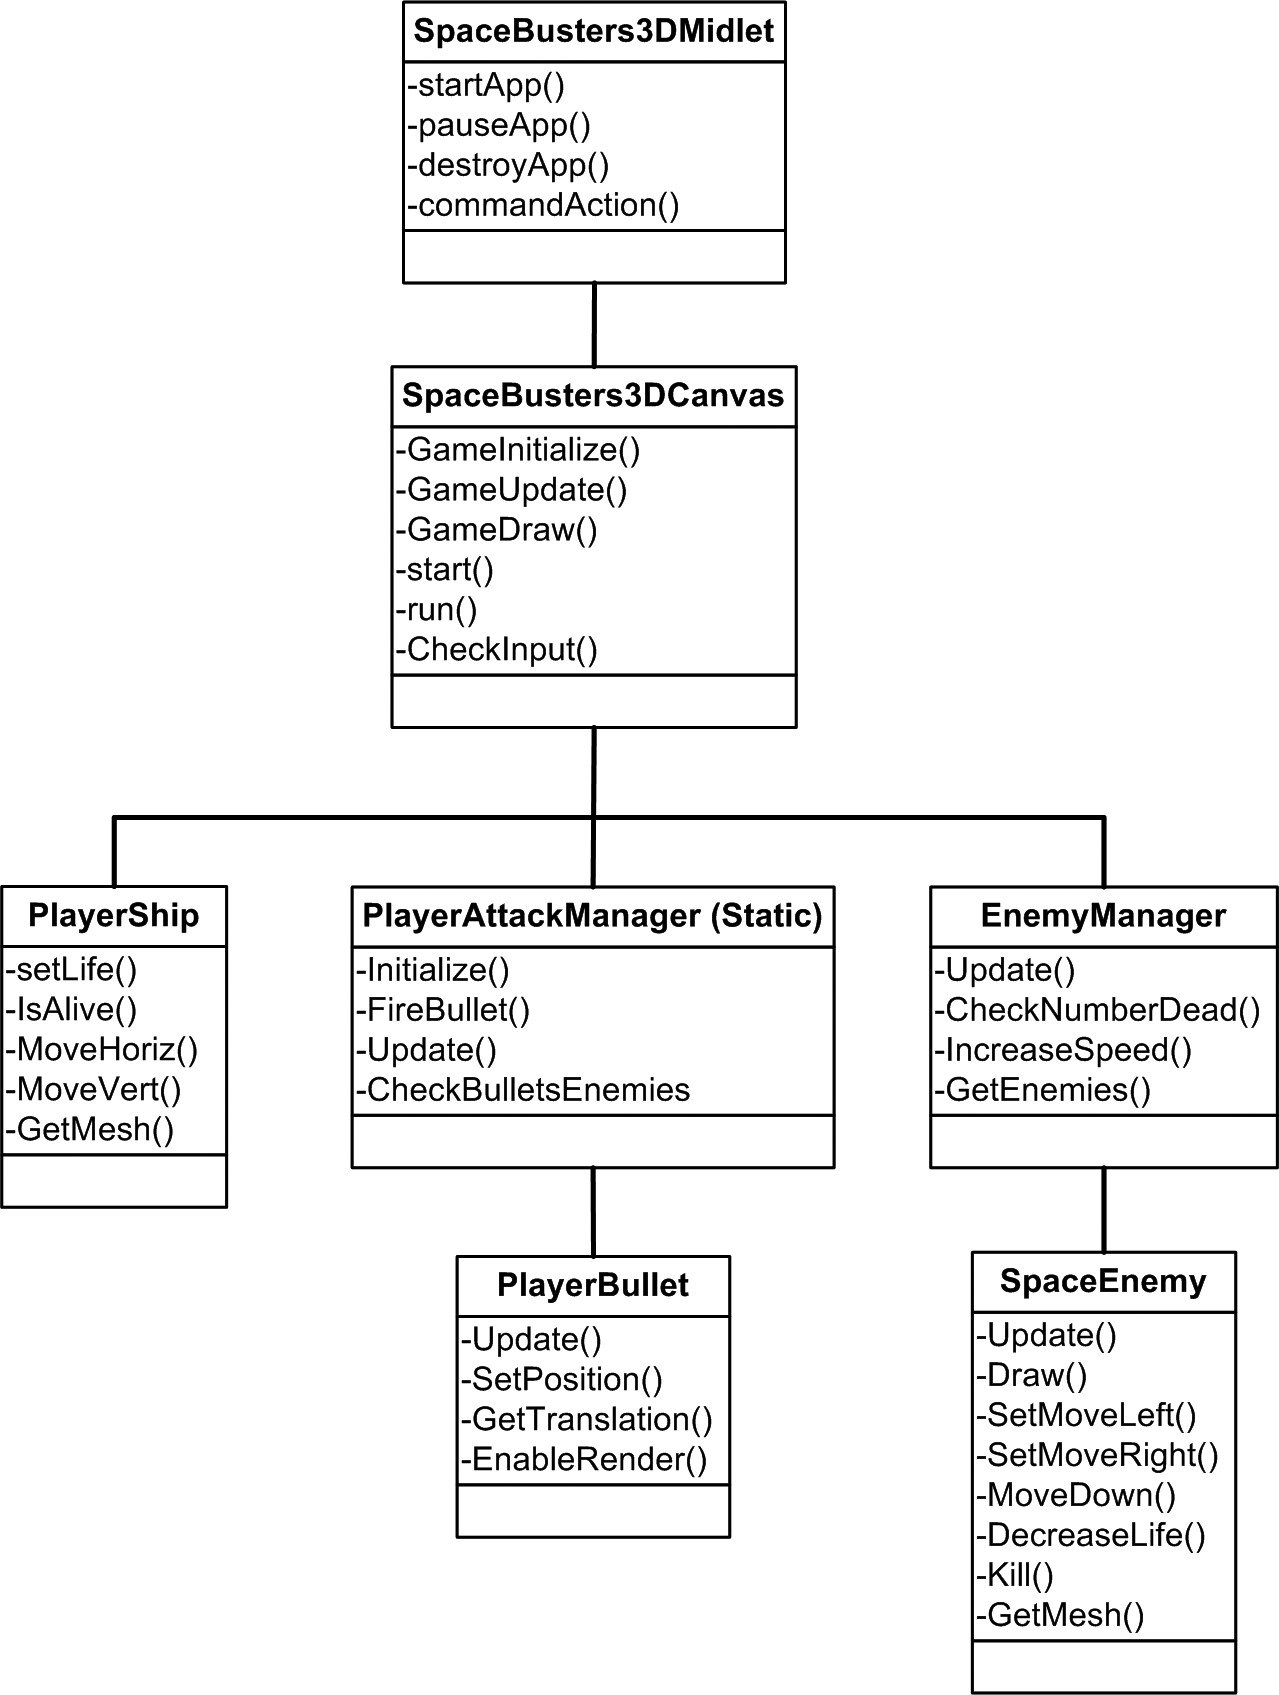 SpaceBusters3DMidlet
-startApp()
-pauseApp()
-destroyApp()
-commandAction()
SpaceBusters3DCanvas
-GameInitialize()
-GameUpdate()
-GameDraw()
-start()
-run()
-CheckInput()
PlayerShip
-setLife()
-IsAlive()
-MoveHoriz()
-MoveVert()
-GetMesh()
PlayerAttackManager (Static)
-Initialize()
-FireBullet()
-Update()
-CheckBulletsEnemies
EnemyManager
-Update()
-CheckNumberDead()
-IncreaseSpeed()
-GetEnemies()
PlayerBullet
-Update()
-SetPosition()
-GetTranslation()
-EnableRender()
SpaceEnemy
-Update()
-Draw()
-SetMoveLeft()
-SetMoveRight()
-MoveDown()
-DecreaseLife()
-Kill()
-GetMesh()